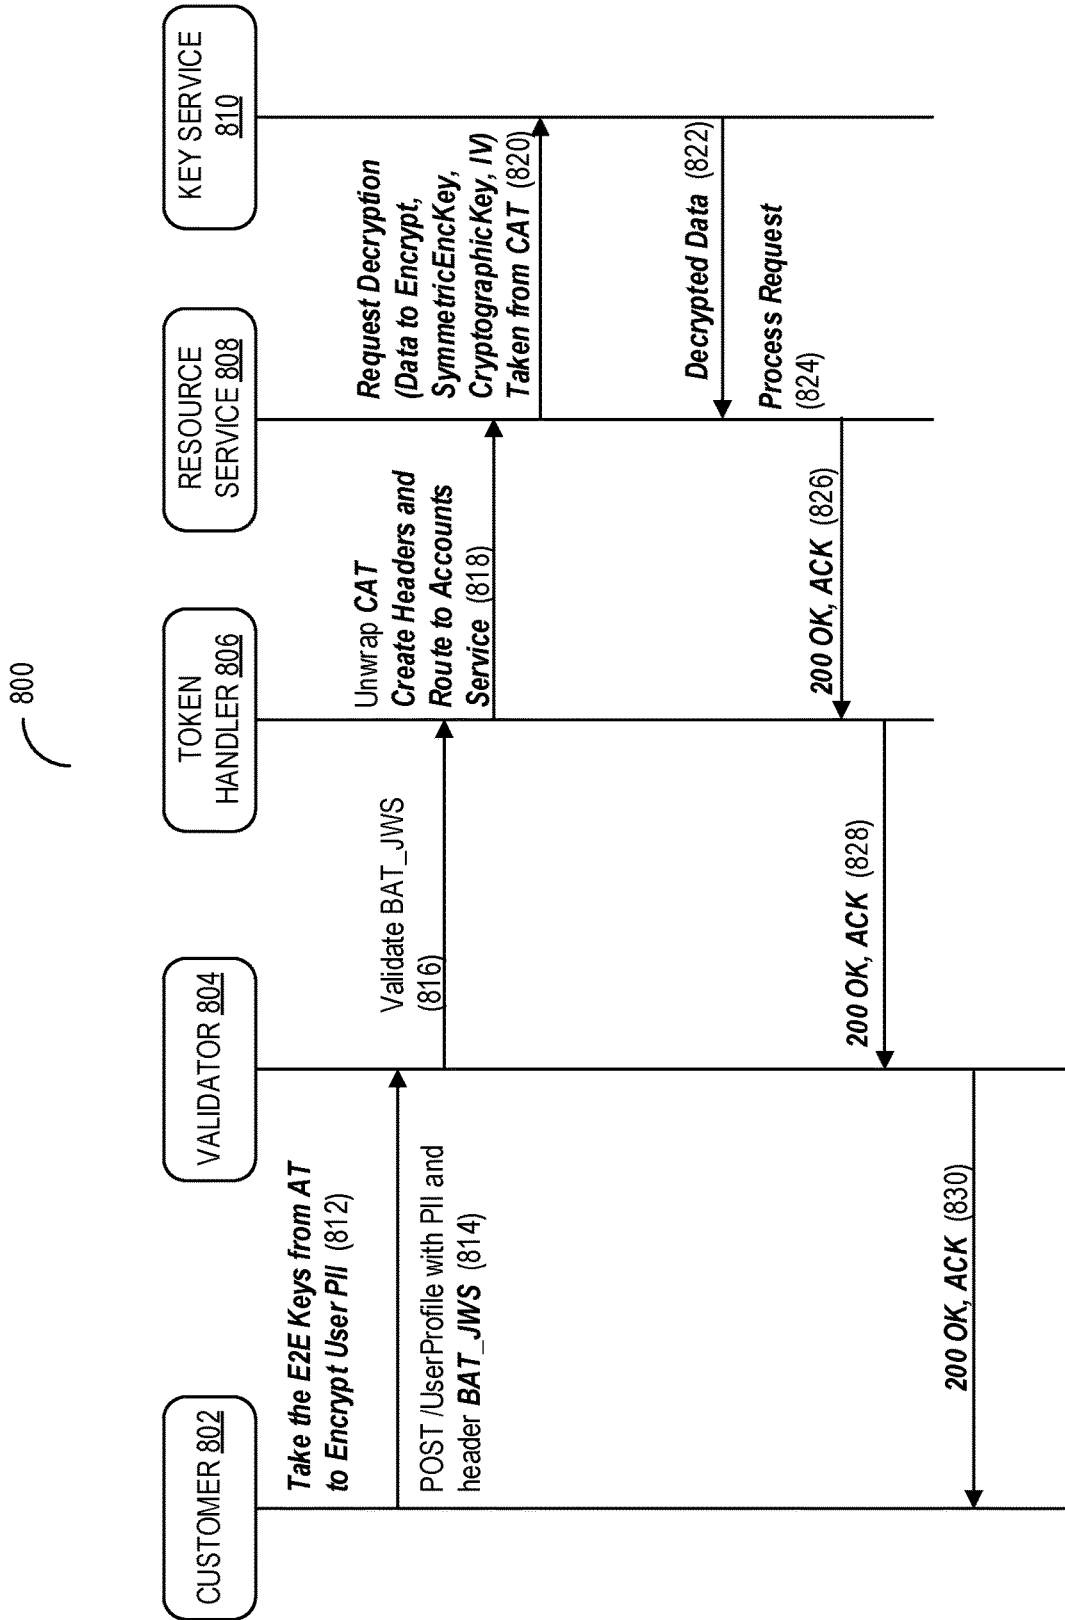 800
CUSTOMER 802
VALIDATOR 804
TOKEN
HANDLER 806
RESOURCE
SERVICE 808
KEY SERVICE
810
Take the E2E Keys from AT
to Encrypt User PII (812)
POST /UserProfile with PII and
header BAT_JWS (814)
Validate BAT_JWS
(816)
Unwrap CAT
Create Headers and
Route to Accounts
Service (818)
Request Decryption
(Data to Encrypt,
SymmetricEncKey,
CryptographicKey, IV)
Taken from CAT (820)
Decrypted Data (822)
Process Request
(824)
200 OK, ACK (826)
200 OK, ACK (828)
200 OK, ACK (830)